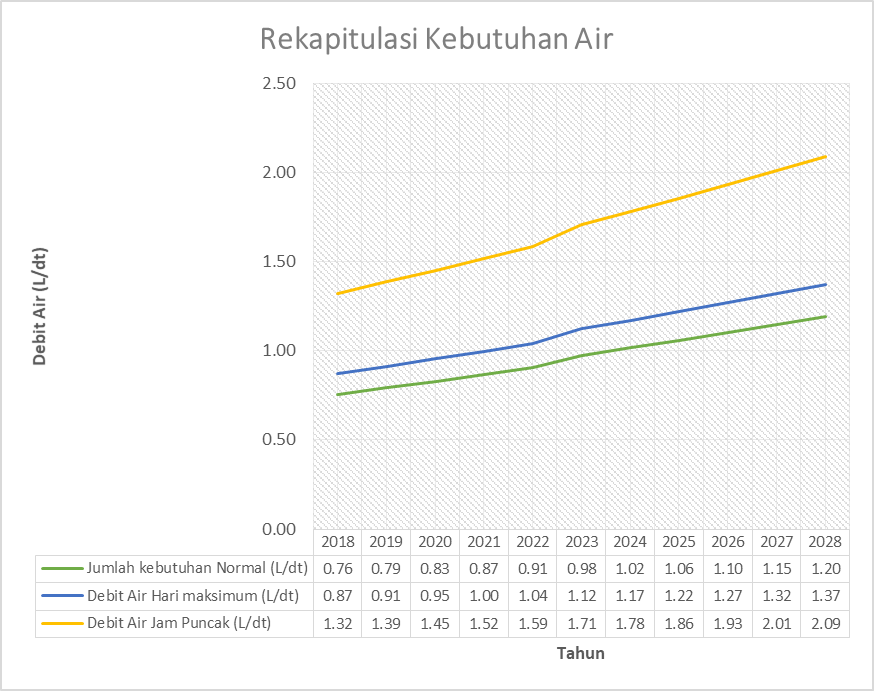 Rekapitulasi Kebutuhan Air
2.50
2.00
1.50
1.00
0.50
0.00
Debit Air (L/dt)
2018 2019 2020 2021 2022 2023 2024 2025 2026 2027 2028
Jumlah kebutuhan Normal (L/dt) 0.76 0.79 0.83 0.87 0.91 0.98 1.02 1.06 1.10 1.15 1.20
Debit Air Hari maksimum (L/dt) 0.87 0.91 0.95 1.00 1.04 1.12 1.17 1.22 1.27 1.32 1.37
Debit Air Jam Puncak (L/dt) 1.32 1.39 1.45 1.52 1.59 1.71 1.78 1.86 1.93 2.01 2.09
Tahun